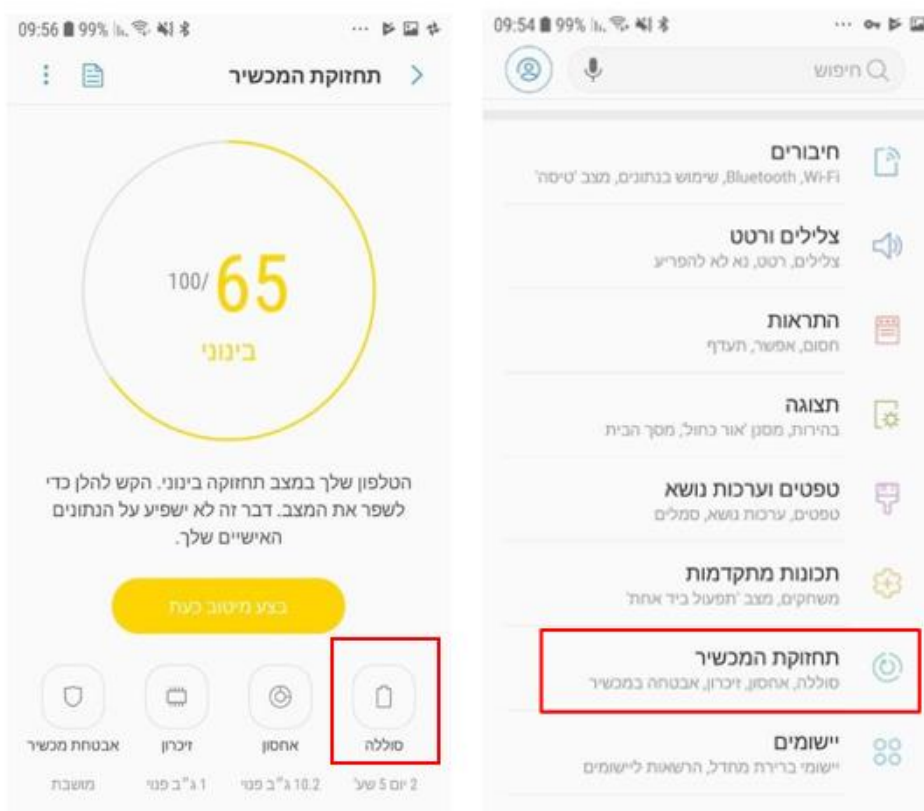 09:54 99%
חיפוש
חיבורים
Wi-Fi, Bluetooth, שימוש בנתונים, מצב 'טיסה'
צלילים ורטט
צלילים, רטט, נא לא להפריע
התראות
חסום, אפשר, תעדף
תצוגה
בהירות, מסנן 'אור כחול', מסך הבית
טפטים וערכות נושא
טפטים, ערכות נושא, סמלים
תכונות מתקדמות
משחקים, מצב 'תפעול ביד אחת'
תחזוקת המכשיר
סוללה, אחסון, זיכרון, אבטחה במכשיר
יישומים
יישומי ברירת מחדל, הרשאות ליישומים
09:56 99%
תחזוקת המכשיר
65/100
בינוני
הטלפון שלך במצב תחזוקה בינוני. הקש להלן כדי
לשפר את המצב. דבר זה לא ישפיע על הנתונים
האישיים שלך.
בצע מיטוב כעת
סוללה אחסון זיכרון אבטחת מכשיר
2 יום 5 שע' 10.2 ג"ב פנוי 1 ג"ב פנוי מושבת